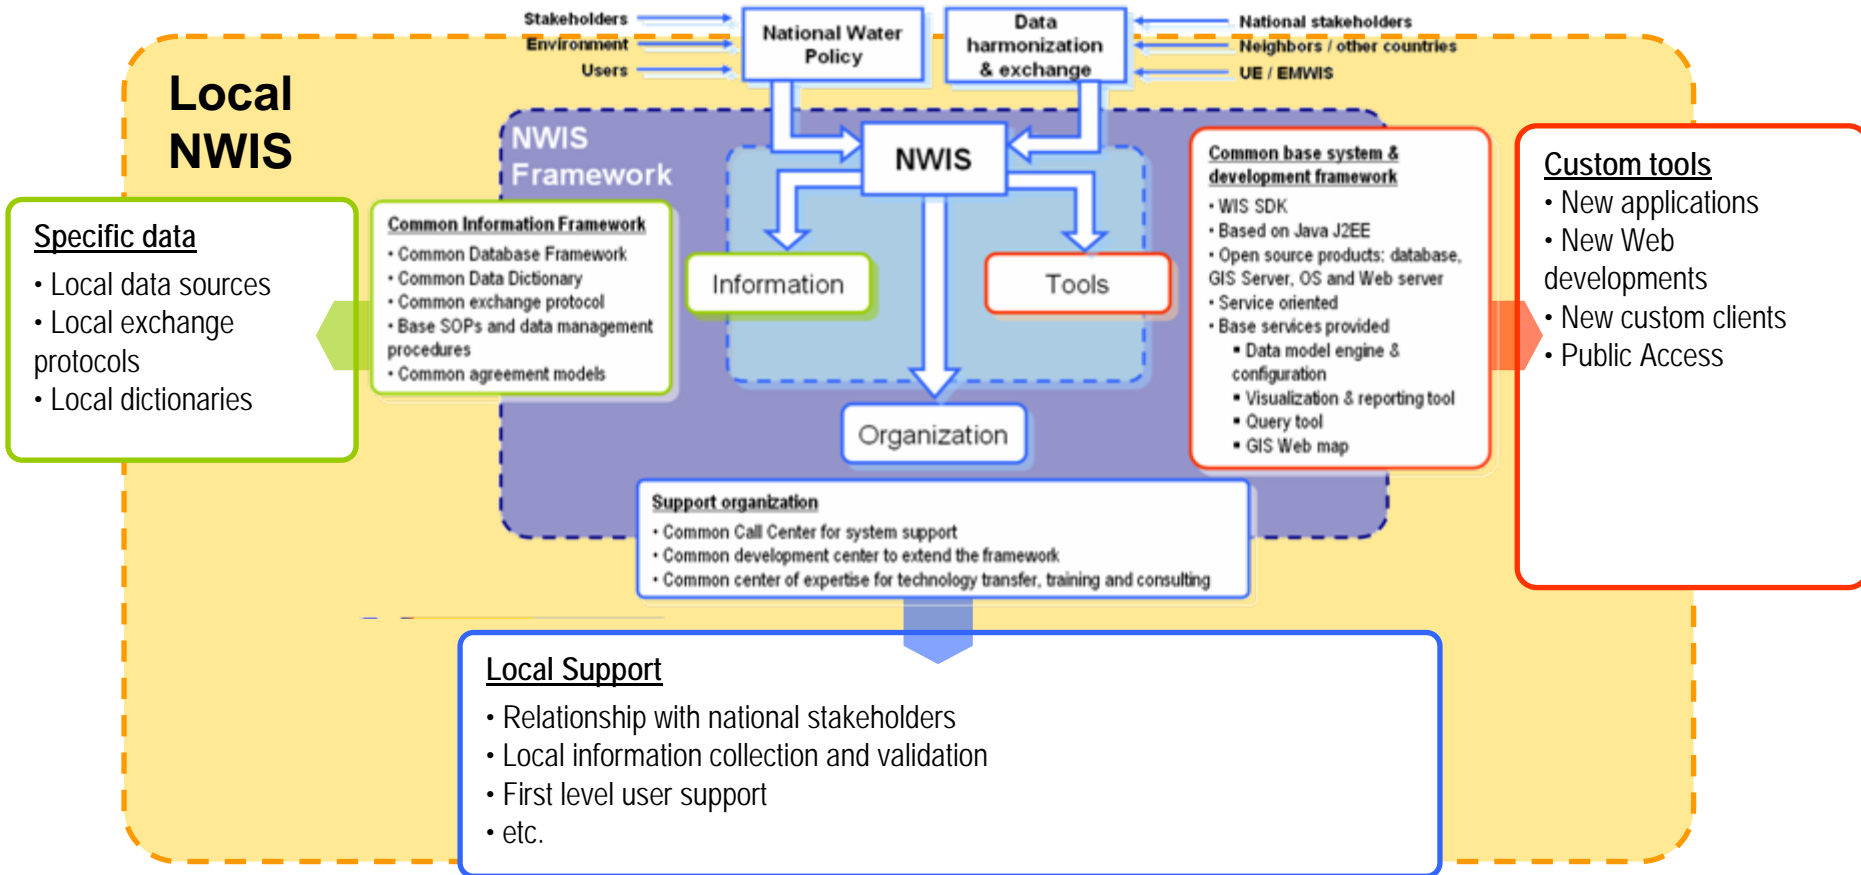 Stakeholders
Environment
Users
National Water
Policy
Data
harmonization
& exchange
National stakeholders
Neighbors / other countries
UE / EMWIS
Local
NWIS
NWIS
Framework
NWIS
Information
Tools
Organization
Specific data
• Local data sources
• Local exchange
protocols
• Local dictionaries
Common Information Framework
• Common Database Framework
• Common Data Dictionary
• Common exchange protocol
• Base SOPs and data management
procedures
• Common agreement models
Common base system &
development framework
• WIS SDK
• Based on Java J2EE
• Open source products: database,
GIS Server, OS and Web server
• Service oriented
• Base services provided
▪ Data model engine &
configuration
▪ Visualization & reporting tool
▪ Query tool
▪ GIS Web map
Custom tools
• New applications
• New Web
developments
• New custom clients
• Public Access
Support organization
• Common Call Center for system support
• Common development center to extend the framework
• Common center of expertise for technology transfer, training and consulting
Local Support
• Relationship with national stakeholders
• Local information collection and validation
• First level user support
• etc.